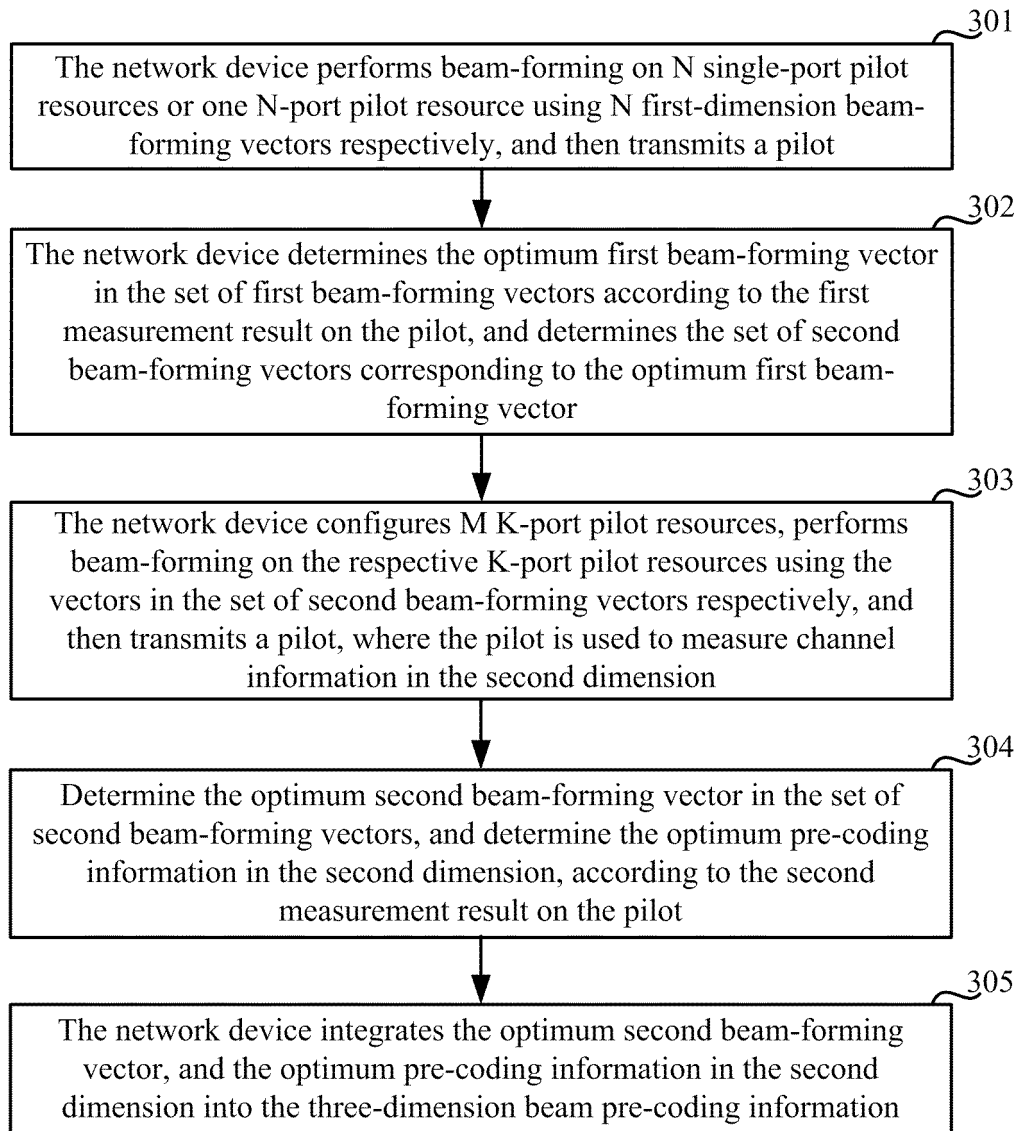 301
The network device performs beam-forming on N single-port pilot
resources or one N-port pilot resource using N first-dimension beam-
forming vectors respectively, and then transmits a pilot
302
The network device determines the optimum first beam-forming vector
in the set of first beam-forming vectors according to the first
measurement result on the pilot, and determines the set of second
beam-forming vectors corresponding to the optimum first beam-
forming vector
303
The network device configures M K-port pilot resources, performs
beam-forming on the respective K-port pilot resources using the
vectors in the set of second beam-forming vectors respectively, and
then transmits a pilot, where the pilot is used to measure channel
information in the second dimension
304
Determine the optimum second beam-forming vector in the set of
second beam-forming vectors, and determine the optimum pre-coding
information in the second dimension, according to the second
measurement result on the pilot
305
The network device integrates the optimum second beam-forming
vector, and the optimum pre-coding information in the second
dimension into the three-dimension beam pre-coding information